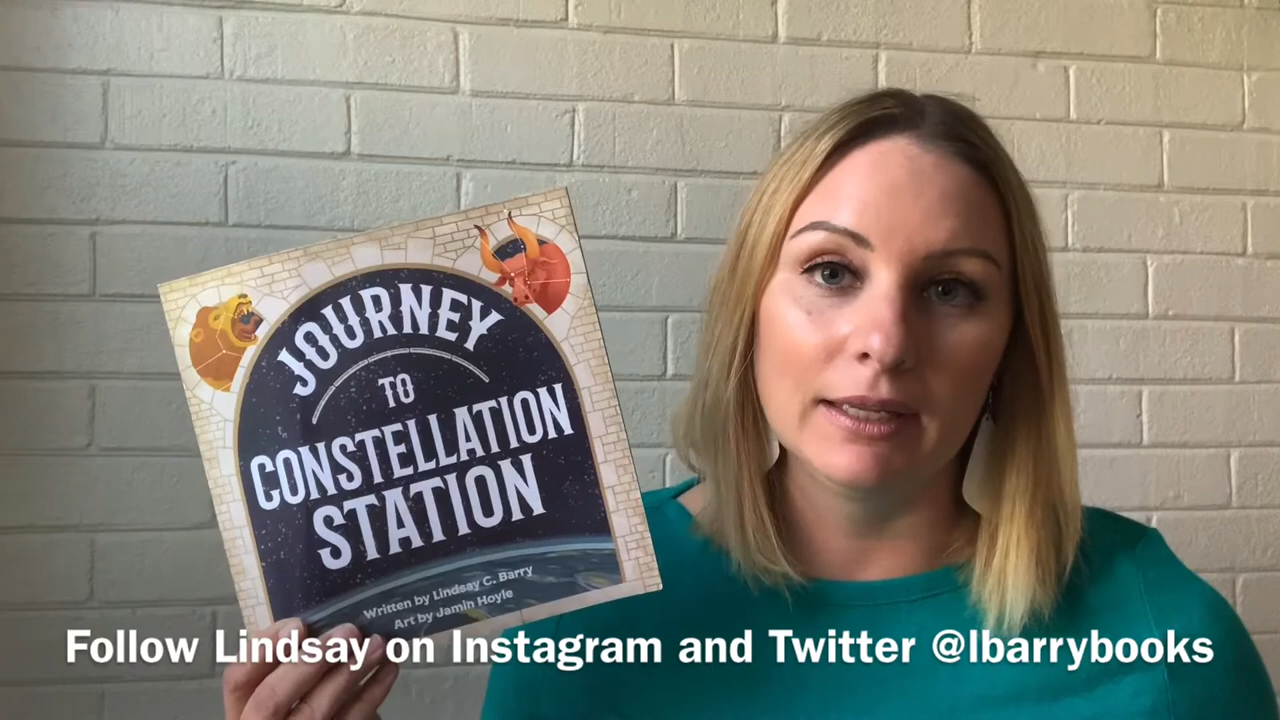 JOURNEY
TO
CONSTELLATION
STATION
Written by Lindsay C. Barry
Art by Jamin Hoyle
Follow Lindsay on Instagram and Twitter @lbarrybooks